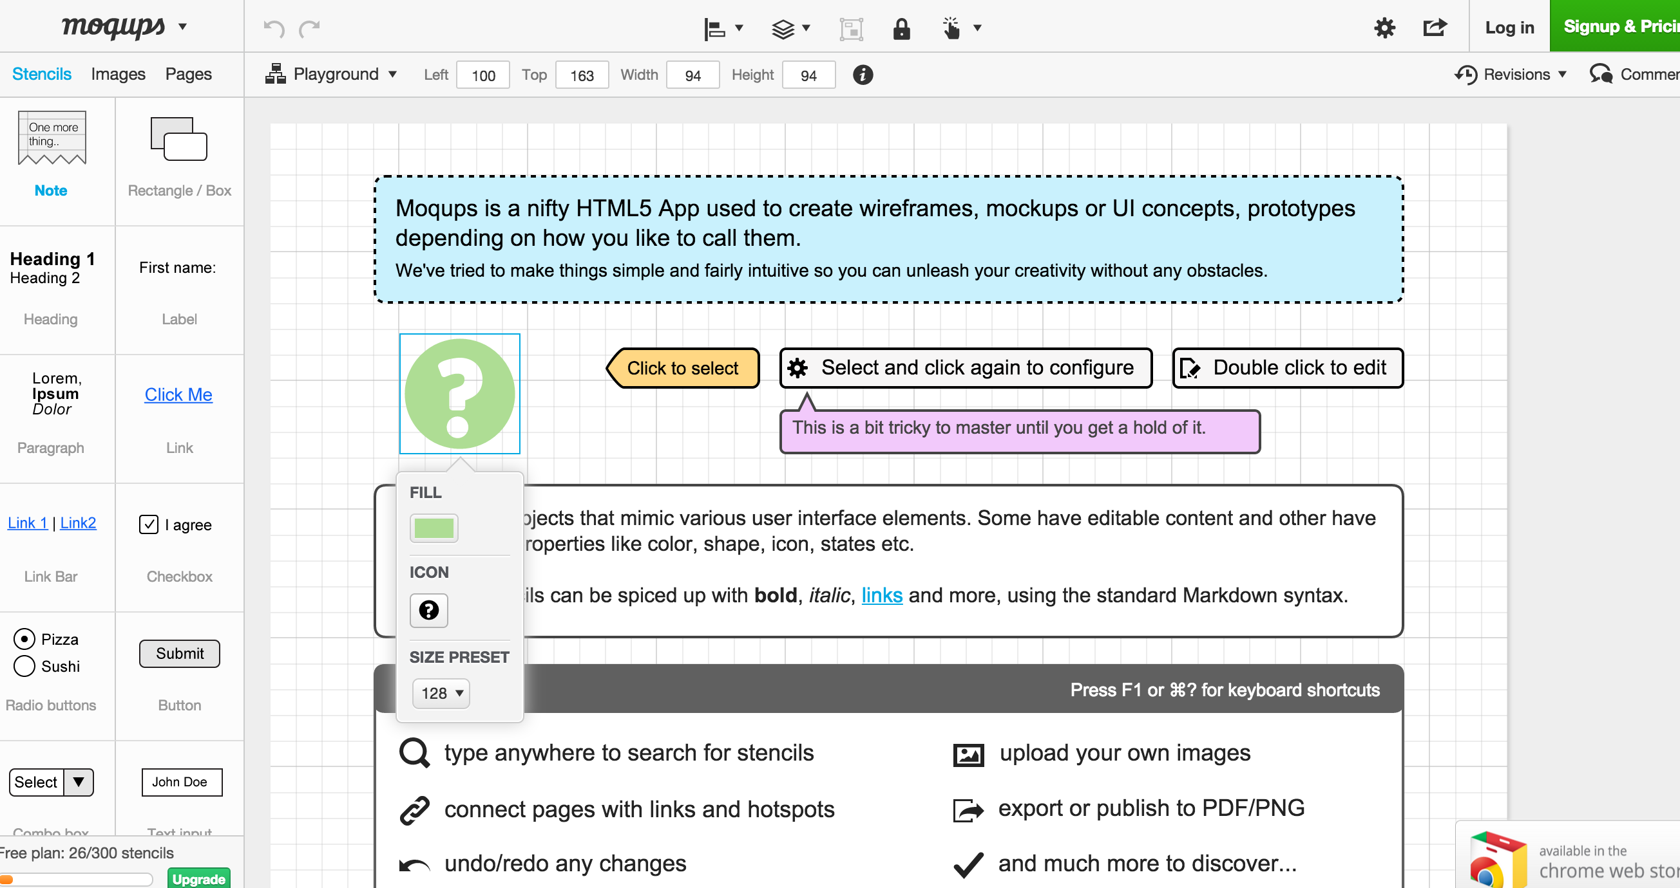 moqups
Log in
Signup & Pricin
Stencils Images Pages
Playground
Left 100 Top 163 Width 94 Height 94
Revisions
Commen
One more
thing..
Note
Rectangle / Box
Heading 1
Heading 2
Heading
First name:
Label
Lorem,
Ipsum
Dolor
Paragraph
Click Me
Link
Link 1 | Link2
Link Bar
I agree
Checkbox
Pizza
Sushi
Radio buttons
Submit
Button
Select
Combo box
John Doe
Text input
Free plan: 26/300 stencils
Upgrade
Moqups is a nifty HTML5 App used to create wireframes, mockups or UI concepts, prototypes
depending on how you like to call them.
We've tried to make things simple and fairly intuitive so you can unleash your creativity without any obstacles.
Click to select
Select and click again to configure
Double click to edit
This is a bit tricky to master until you get a hold of it.
FILL
ICON
SIZE PRESET
128
bjects that mimic various user interface elements. Some have editable content and other have
roperties like color, shape, icon, states etc.
ils can be spiced up with bold, italic, links and more, using the standard Markdown syntax.
Press F1 or ⌘? for keyboard shortcuts
type anywhere to search for stencils
upload your own images
connect pages with links and hotspots
export or publish to PDF/PNG
undo/redo any changes
and much more to discover...
available in the
chrome web sto